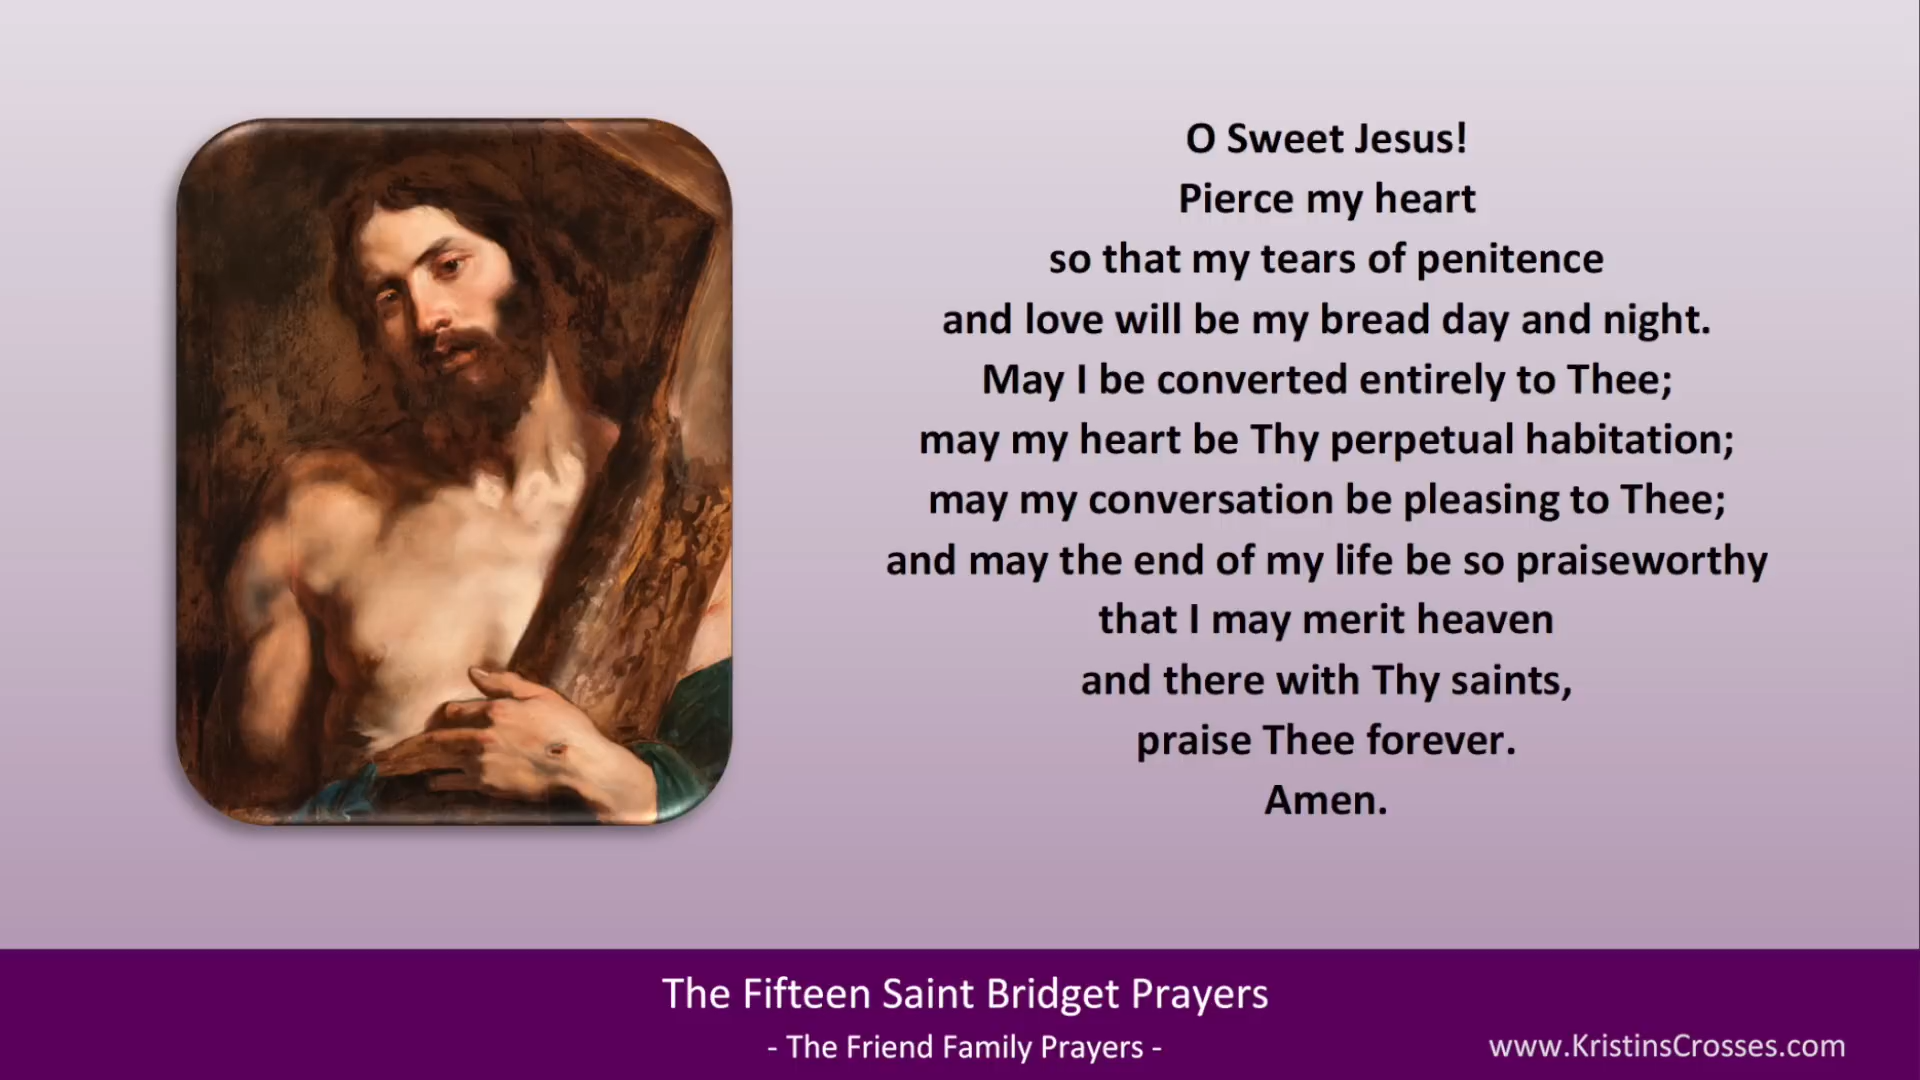 O Sweet Jesus!
Pierce my heart
so that my tears of penitence
and love will be my bread day and night.
May I be converted entirely to Thee;
may my heart be Thy perpetual habitation;
may my conversation be pleasing to Thee;
and may the end of my life be so praiseworthy
that I may merit heaven
and there with Thy saints,
praise Thee forever.
Amen.
The Fifteen Saint Bridget Prayers
- The Friend Family Prayers -
www.KristinsCrosses.com